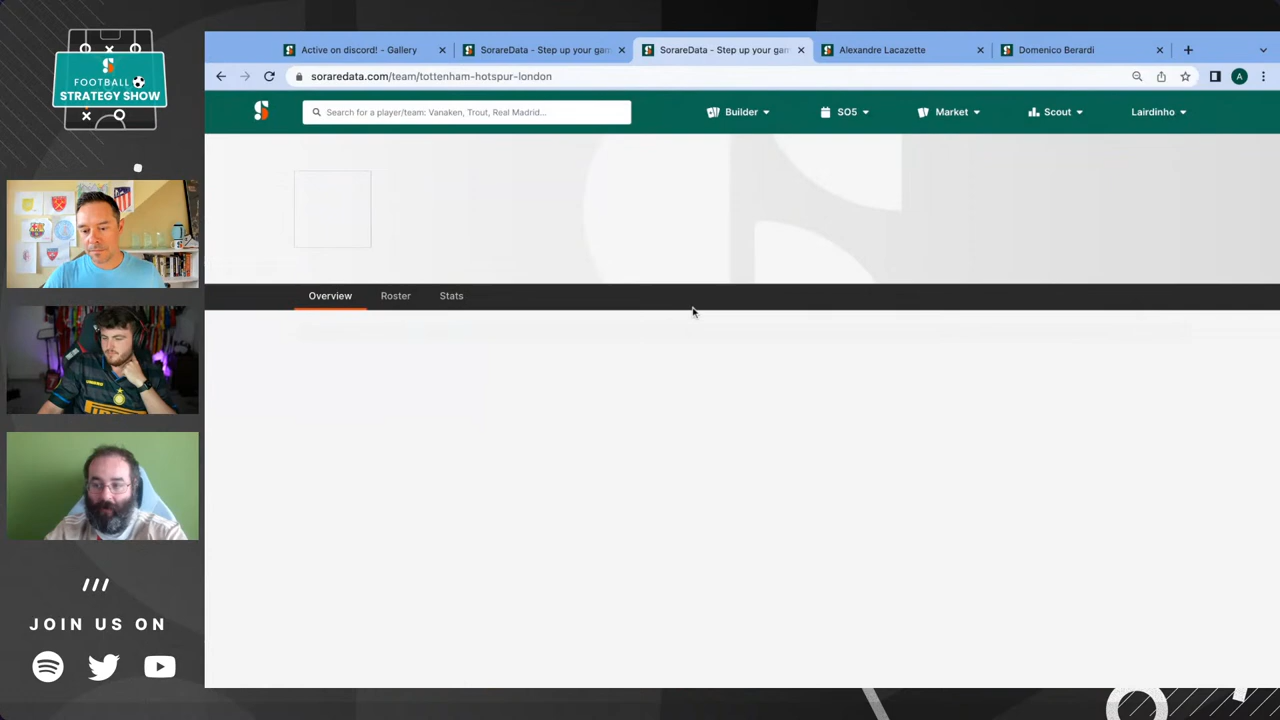 FOOTBALL
STRATEGY SHOW
JOIN US ON
Active on discord! - Gallery
SorareData - Step up your gam
SorareData - Step up your gam
Alexandre Lacazette
Domenico Berardi
soraredata.com/team/tottenham-hotspur-london
A
Search for a player/team: Vanaken, Trout, Real Madrid...
Builder
SO5
Market
Scout
Lairdinho
Overview
Roster
Stats